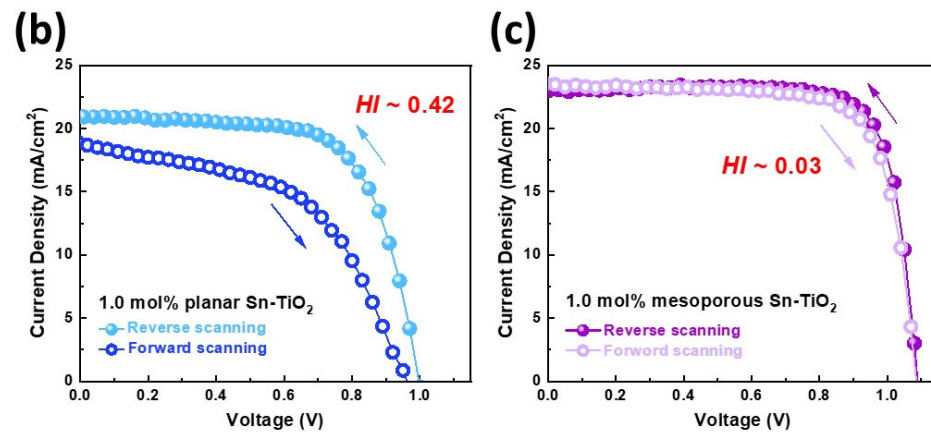 (b)
25
20
15
10
5
0
Current Density (mA/cm²)
HI ~ 0.42
1.0 mol% planar Sn-TiO₂
Reverse scanning
Forward scanning
0.0 0.2 0.4 0.6 0.8 1.0
Voltage (V)
(c)
25
20
15
10
5
0
Current Density (mA/cm²)
HI ~ 0.03
1.0 mol% mesoporous Sn-TiO₂
Reverse scanning
Forword scanning
0.0 0.2 0.4 0.6 0.8 1.0
Voltage (V)